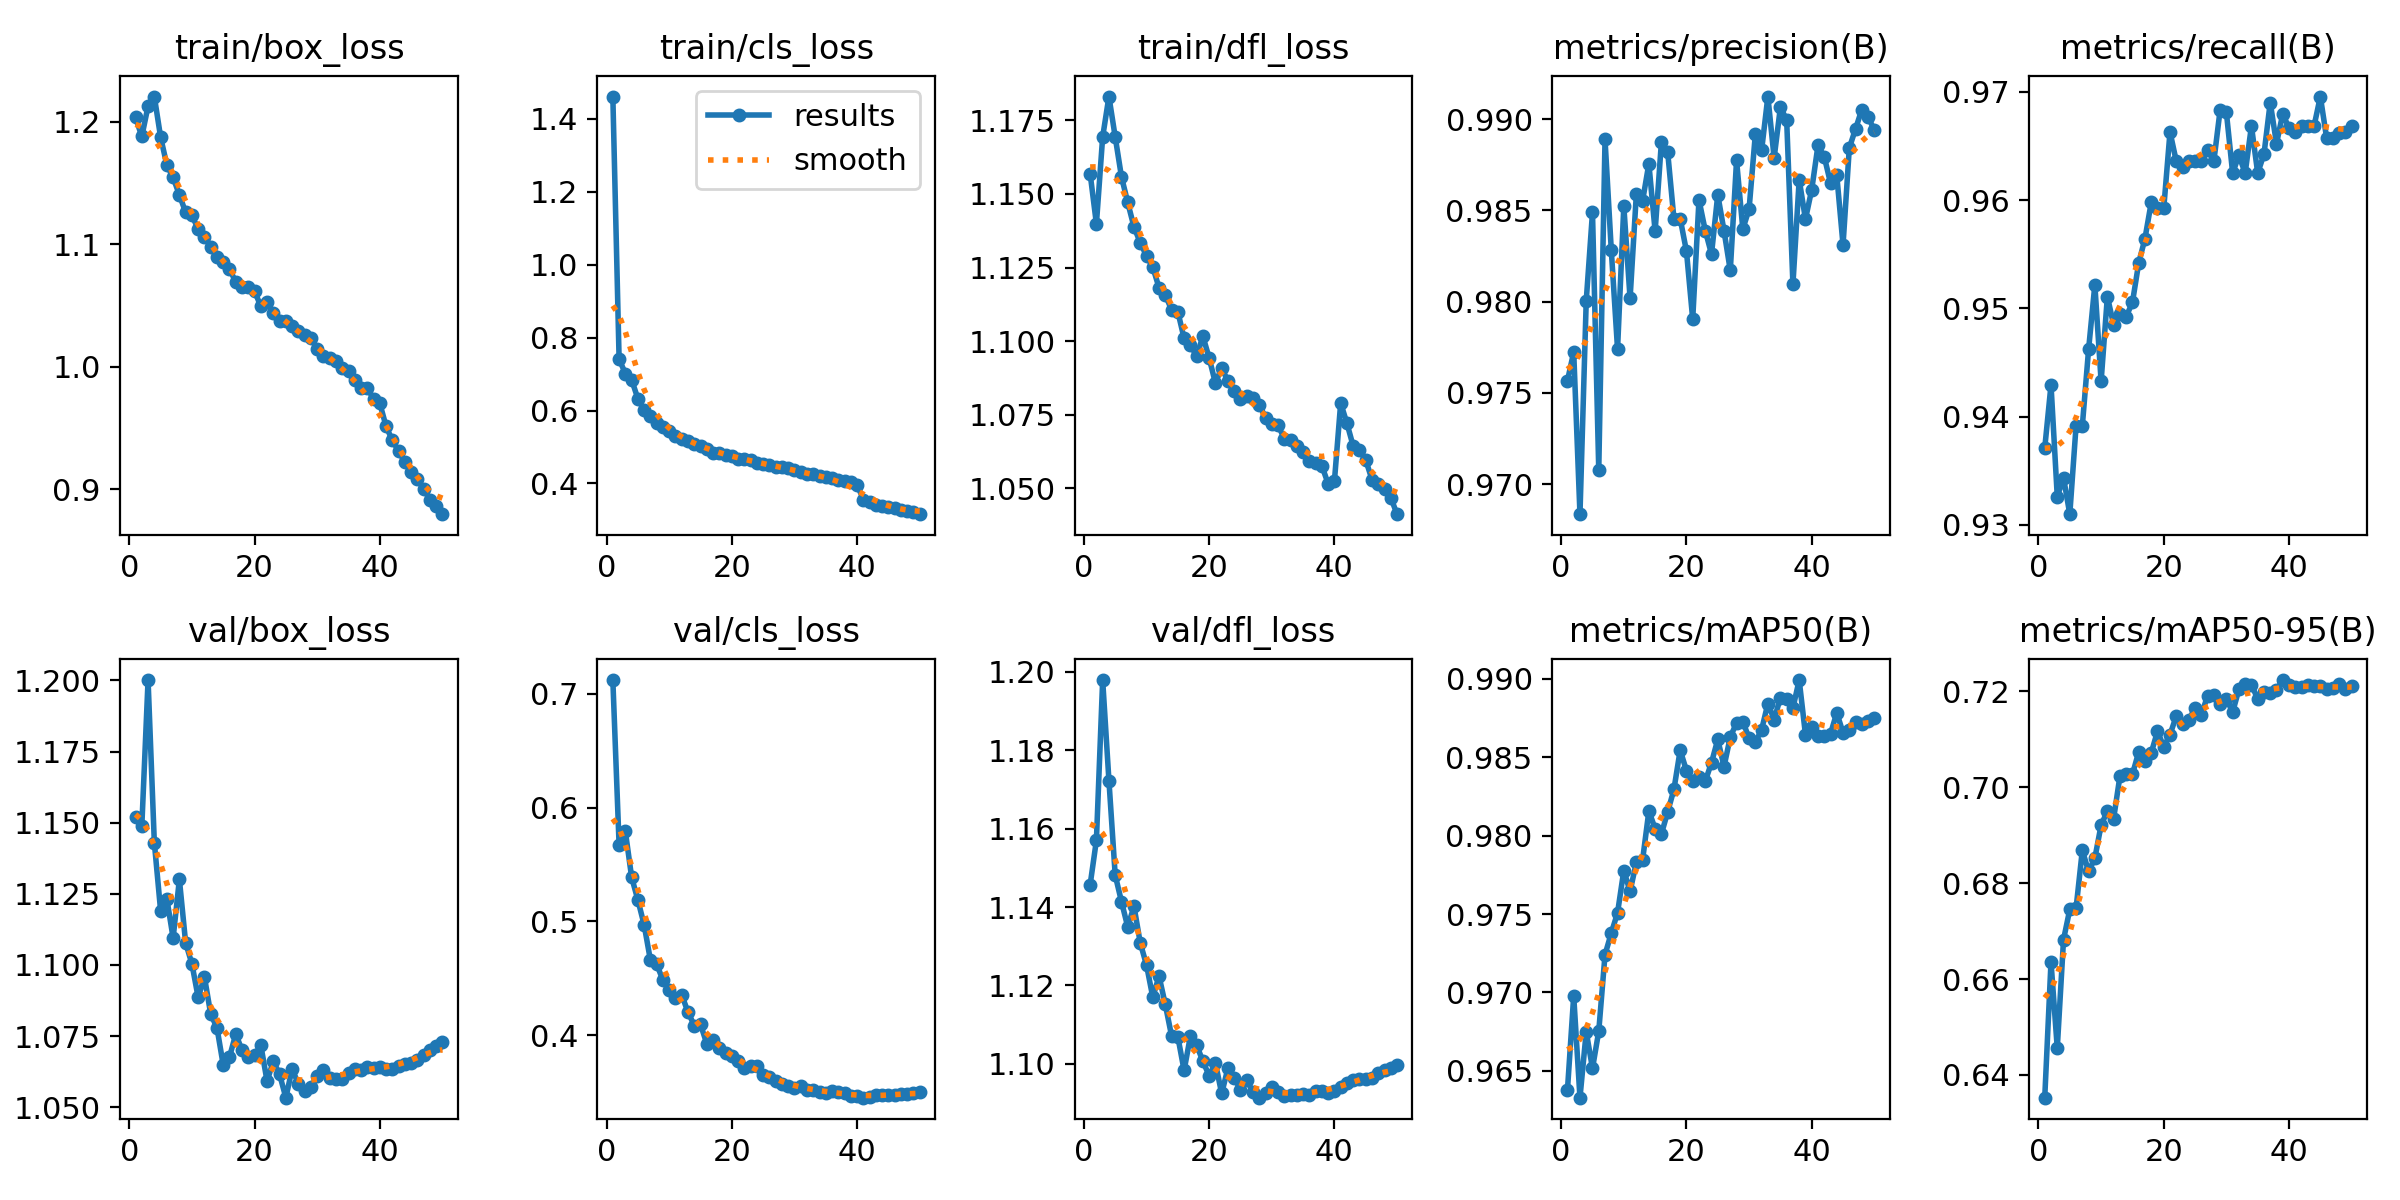 train/box_loss
1.2
1.1
1.0
0.9
0 20 40
train/cls_loss
results
smooth
1.4
1.2
1.0
0.8
0.6
0.4
0 20 40
train/dfl_loss
1.175
1.150
1.125
1.100
1.075
1.050
0 20 40
metrics/precision(B)
0.990
0.985
0.980
0.975
0.970
0 20 40
metrics/recall(B)
0.97
0.96
0.95
0.94
0.93
0 20 40
val/box_loss
1.200
1.175
1.150
1.125
1.100
1.075
1.050
0 20 40
val/cls_loss
0.7
0.6
0.5
0.4
0 20 40
val/dfl_loss
1.20
1.18
1.16
1.14
1.12
1.10
0 20 40
metrics/mAP50(B)
0.990
0.985
0.980
0.975
0.970
0.965
0 20 40
metrics/mAP50-95(B)
0.72
0.70
0.68
0.66
0.64
0 20 40